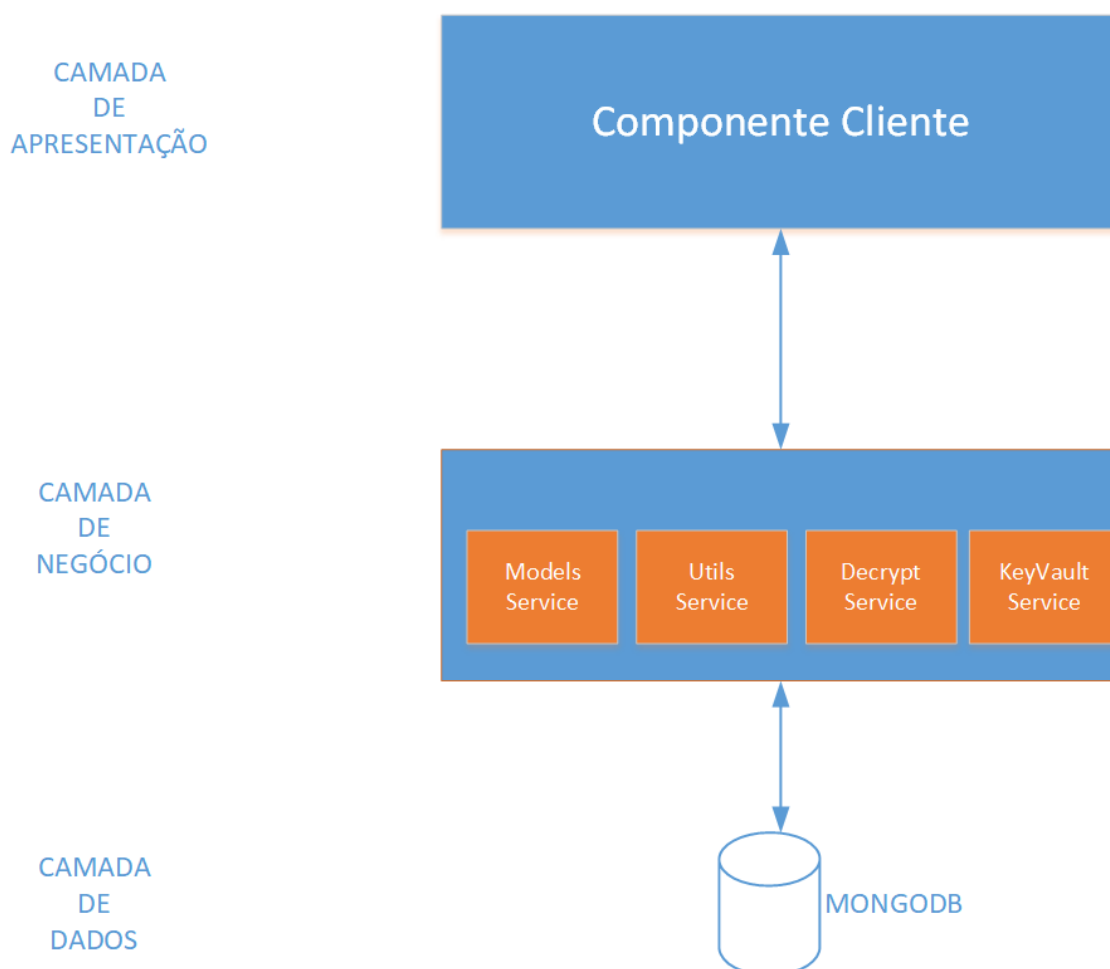 CAMADA
DE
APRESENTAÇÃO
Componente Cliente
CAMADA
DE
NEGÓCIO
Models
Service
Utils
Service
Decrypt
Service
KeyVault
Service
CAMADA
DE
DADOS
MONGODB